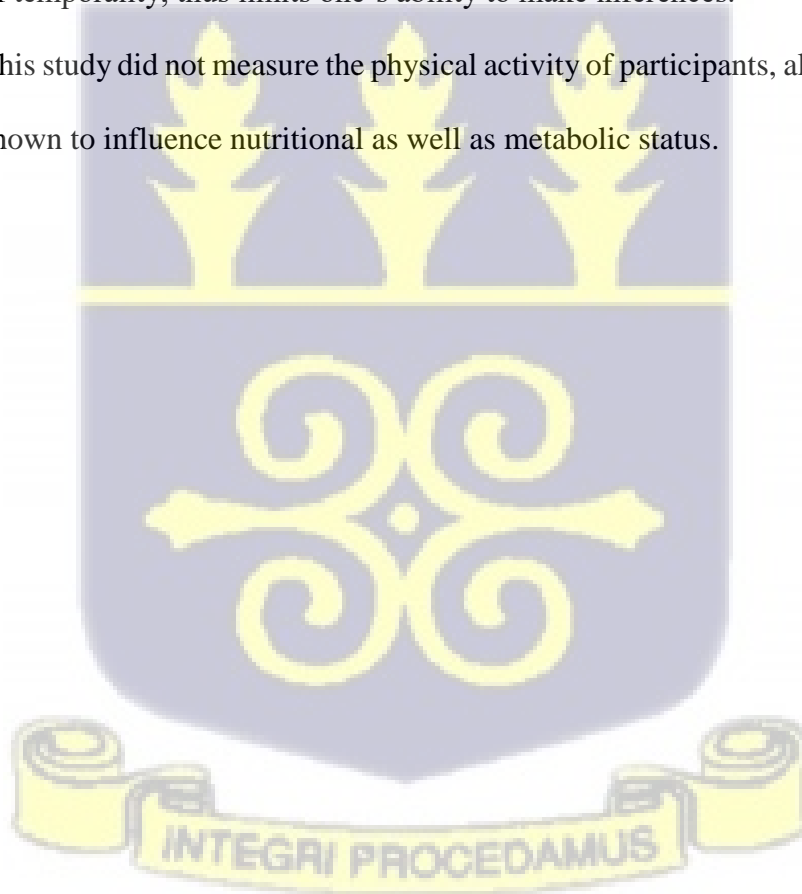 temporality, thus limits one's ability to make inferences.
his study did not measure the physical activity of participants, al
nown to influence nutritional as well as metabolic status.
INTEGRI PROCEDAMUS